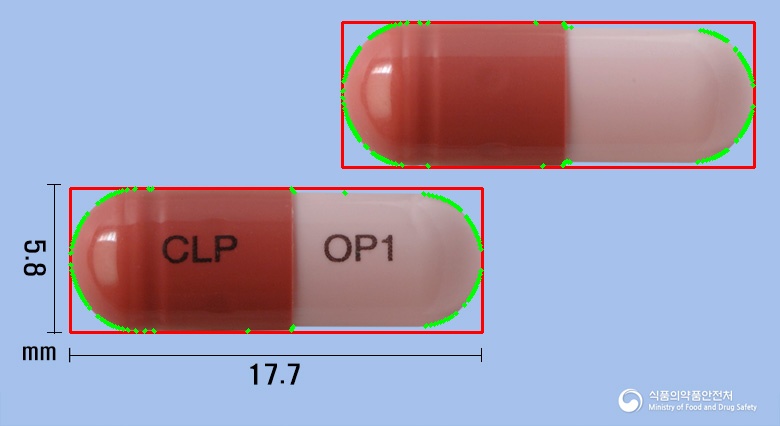 CLP OP1
5.8
mm
17.7
식품의약품안전처
Ministry of Food and Drug Safety